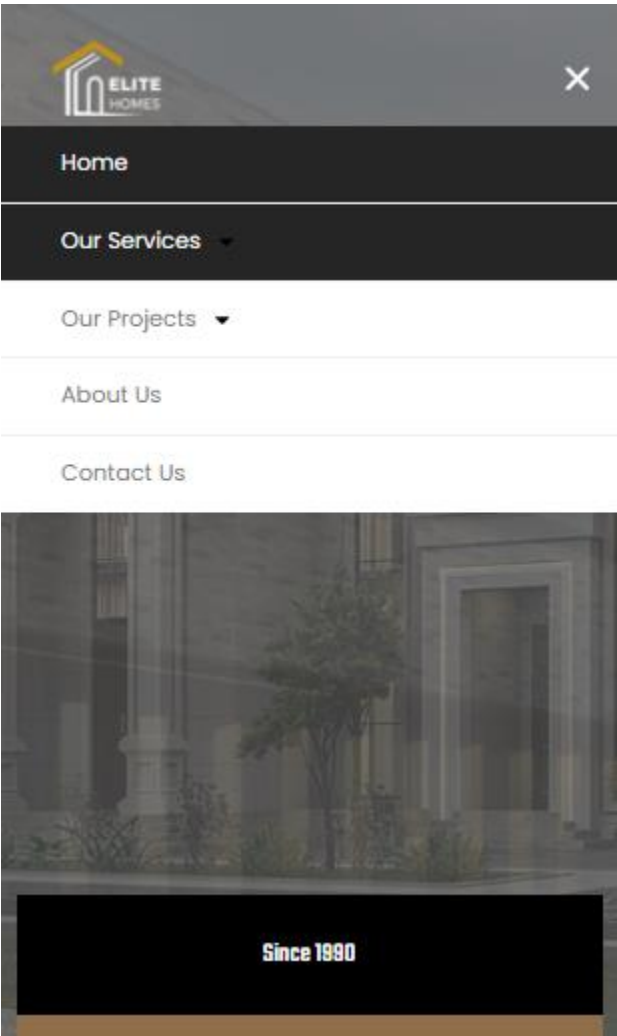 ELITE
HOMES
Home
Our Services
Our Projects
About Us
Contact Us
Since 1990